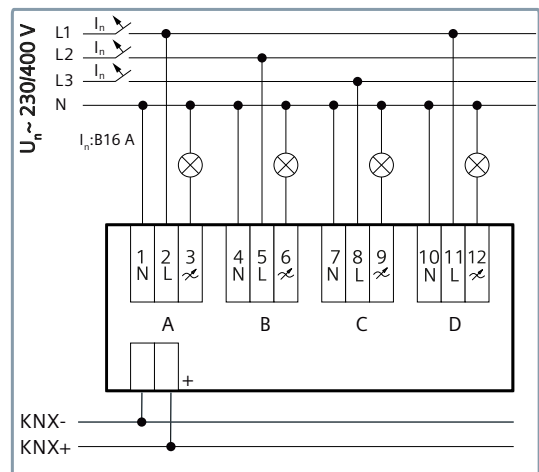 Un~ 230/400 V
L1 In
L2 In
L3 In
N
In:B16 A
1 2 3 4 5 6 7 8 9 10 11 12
N L N L N L N L
A B C D
+
KNX-
KNX+